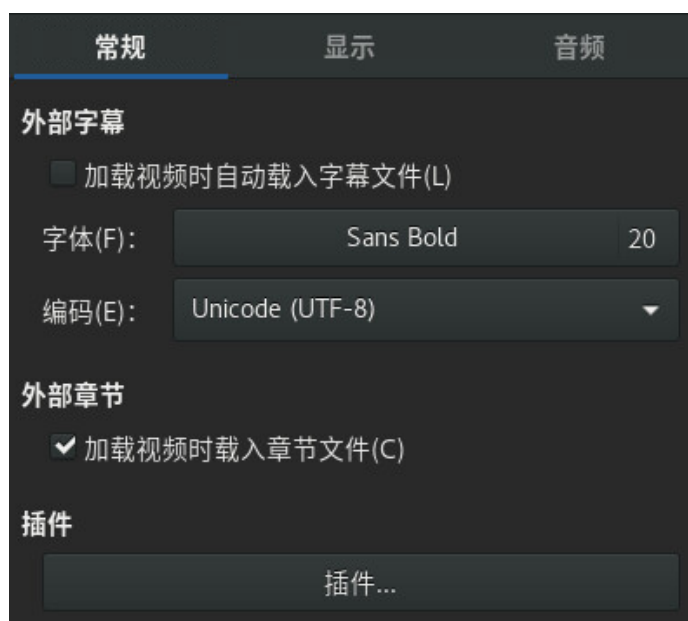 常规 显示 音频
外部字幕
加载视频时自动载入字幕文件(L)
字体(F)： Sans Bold 20
编码(E)： Unicode (UTF-8)
外部章节
加载视频时载入章节文件(C)
插件
插件...